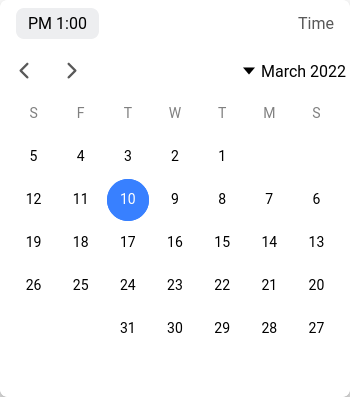 PM 1:00 Time
March 2022
S F T W T M S
5 4 3 2 1
12 11 10 9 8 7 6
19 18 17 16 15 14 13
26 25 24 23 22 21 20
31 30 29 28 27